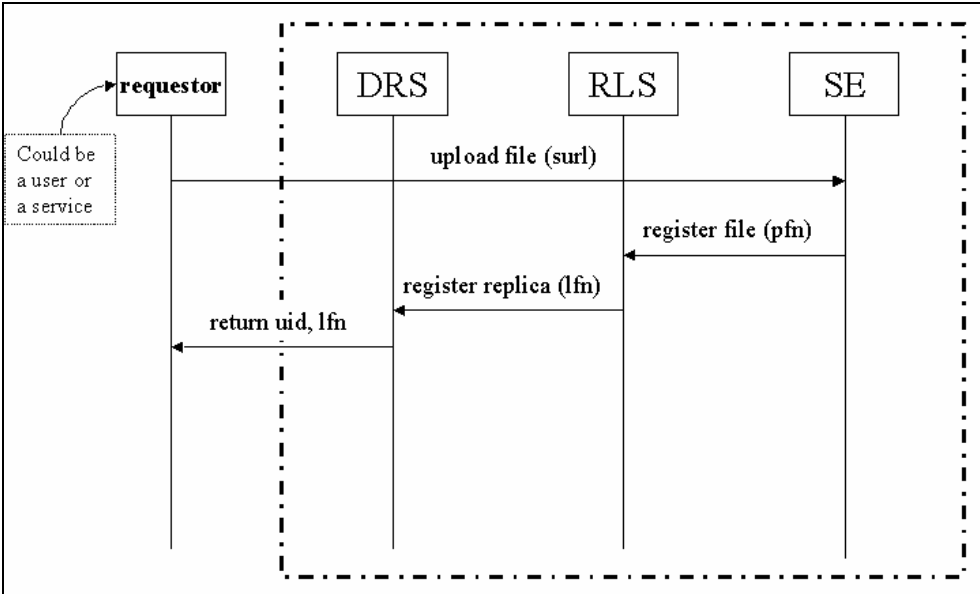 requestor
DRS
RLS
SE
Could be
a user or
a service
upload file (surl)
register file (pfn)
register replica (lfn)
return uid, lfn